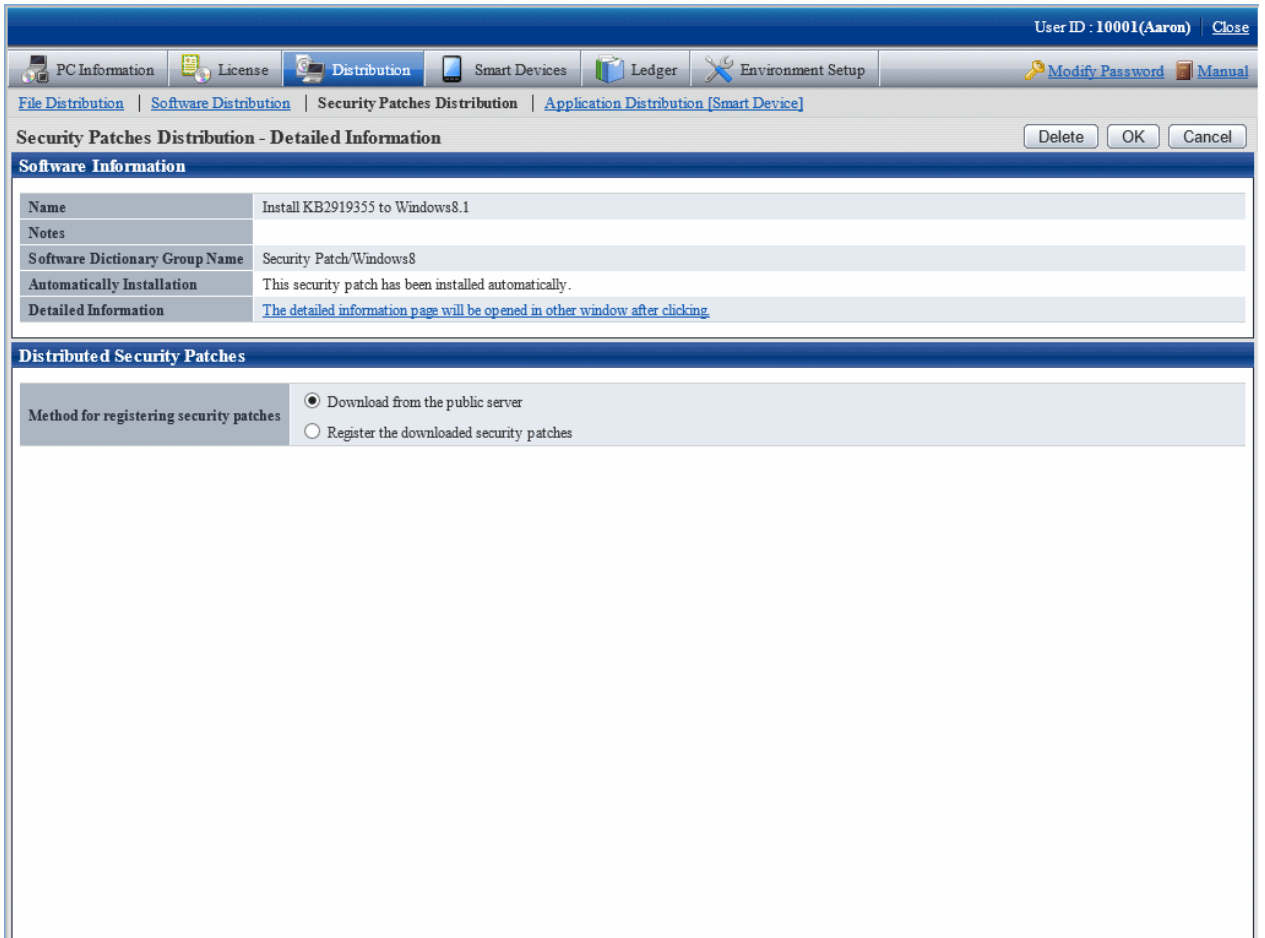 User ID : 10001(Aaron) Close
PC Information License Distribution Smart Devices Ledger Environment Setup Modify Password Manual
File Distribution | Software Distribution | Security Patches Distribution | Application Distribution [Smart Device]
Security Patches Distribution - Detailed Information Delete OK Cancel
Software Information
Name Install KB2919355 to Windows8.1
Notes
Software Dictionary Group Name Security Patch/Windows8
Automatically Installation This security patch has been installed automatically.
Detailed Information The detailed information page will be opened in other window after clicking.
Distributed Security Patches
Method for registering security patches
Download from the public server
Register the downloaded security patches